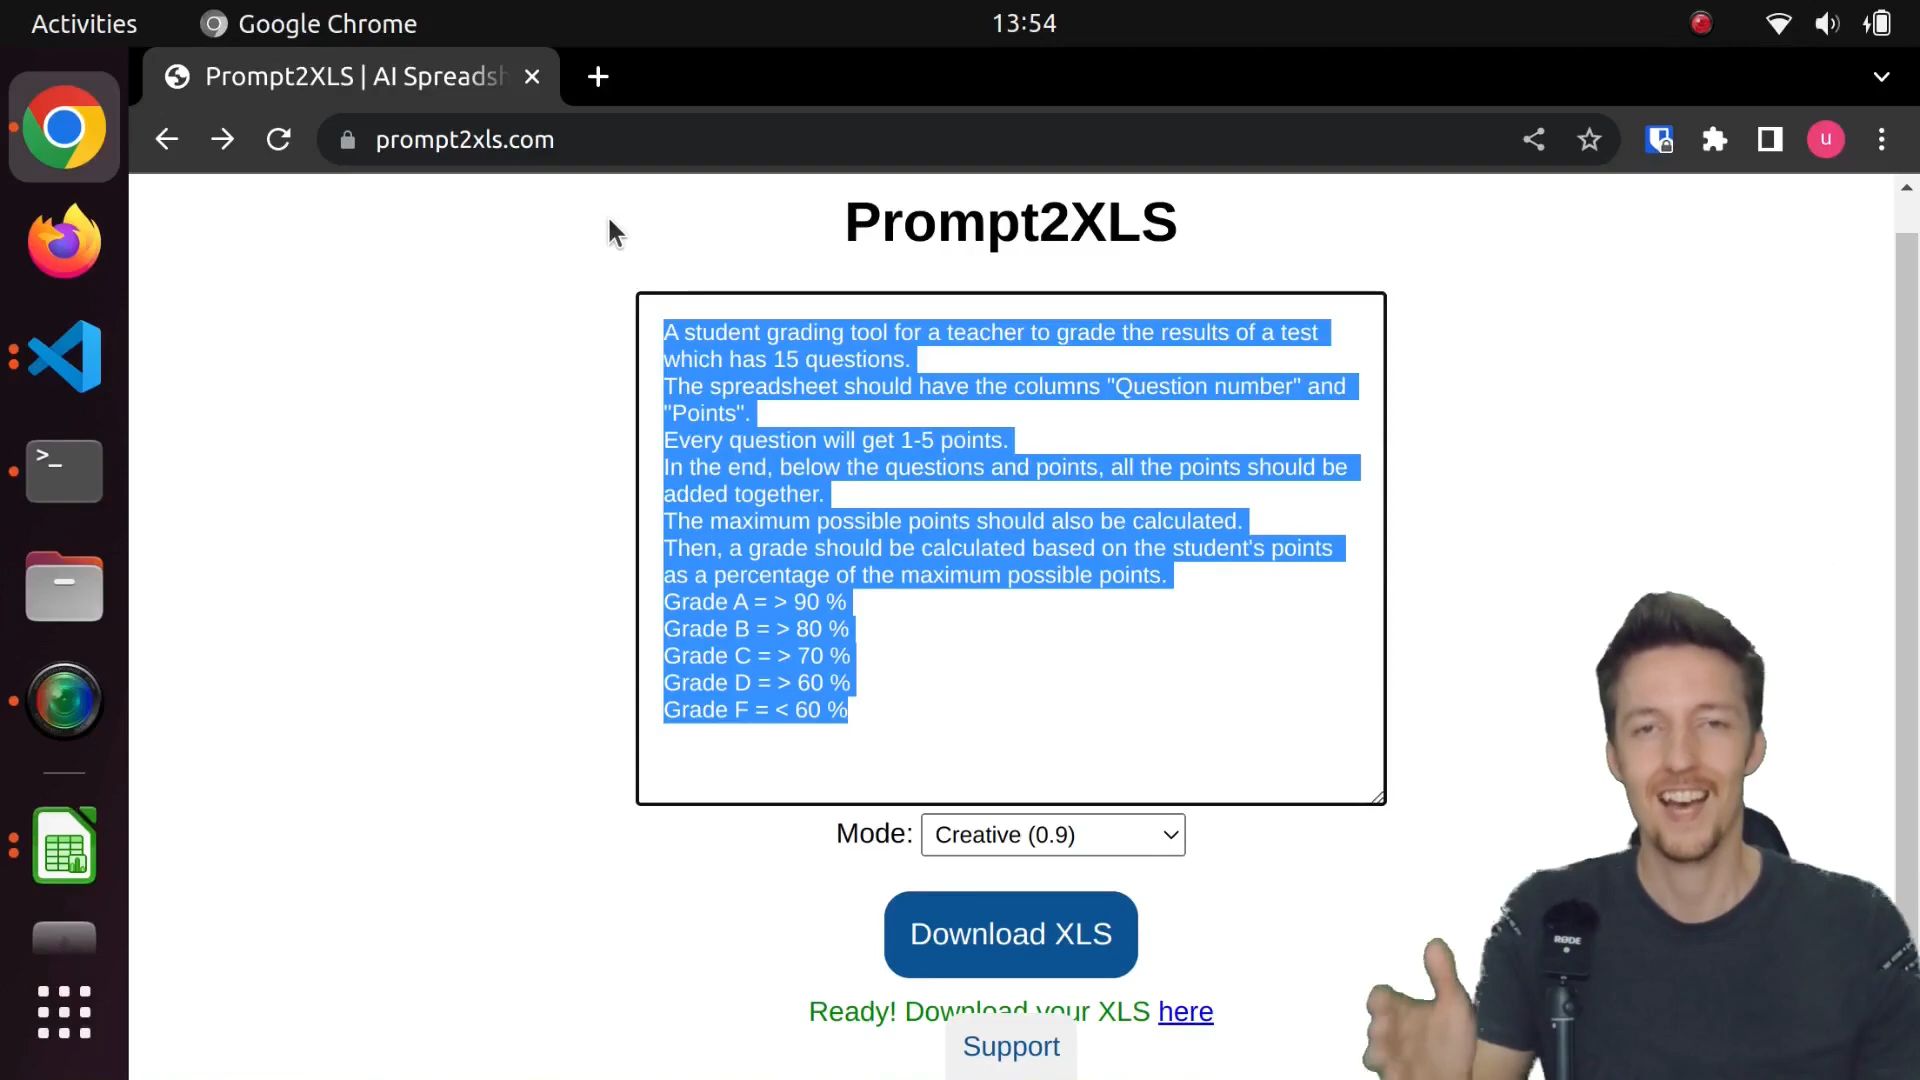 Activities
Google Chrome
13:54
Prompt2XLS | AI Spreadsh
prompt2xls.com
u
Prompt2XLS
A student grading tool for a teacher to grade the results of a test
which has 15 questions.
The spreadsheet should have the columns "Question number" and
"Points".
Every question will get 1-5 points.
In the end, below the questions and points, all the points should be
added together.
The maximum possible points should also be calculated.
Then, a grade should be calculated based on the student's points
as a percentage of the maximum possible points.
Grade A = > 90 %
Grade B = > 80 %
Grade C = > 70 %
Grade D = > 60 %
Grade F = < 60 %
Mode: Creative (0.9)
Download XLS
Ready! Download your XLS here
Support
RØDE